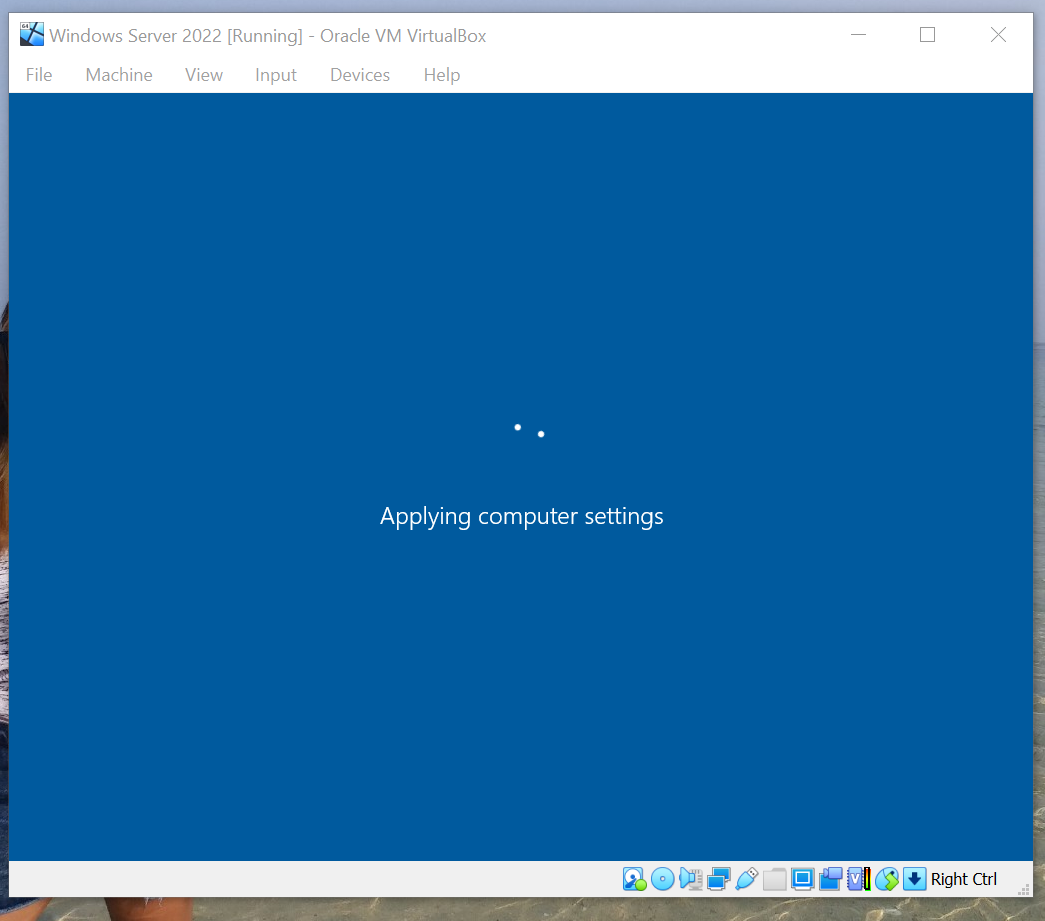 Windows Server 2022 [Running] - Oracle VM VirtualBox
File Machine View Input Devices Help
Applying computer settings
Right Ctrl